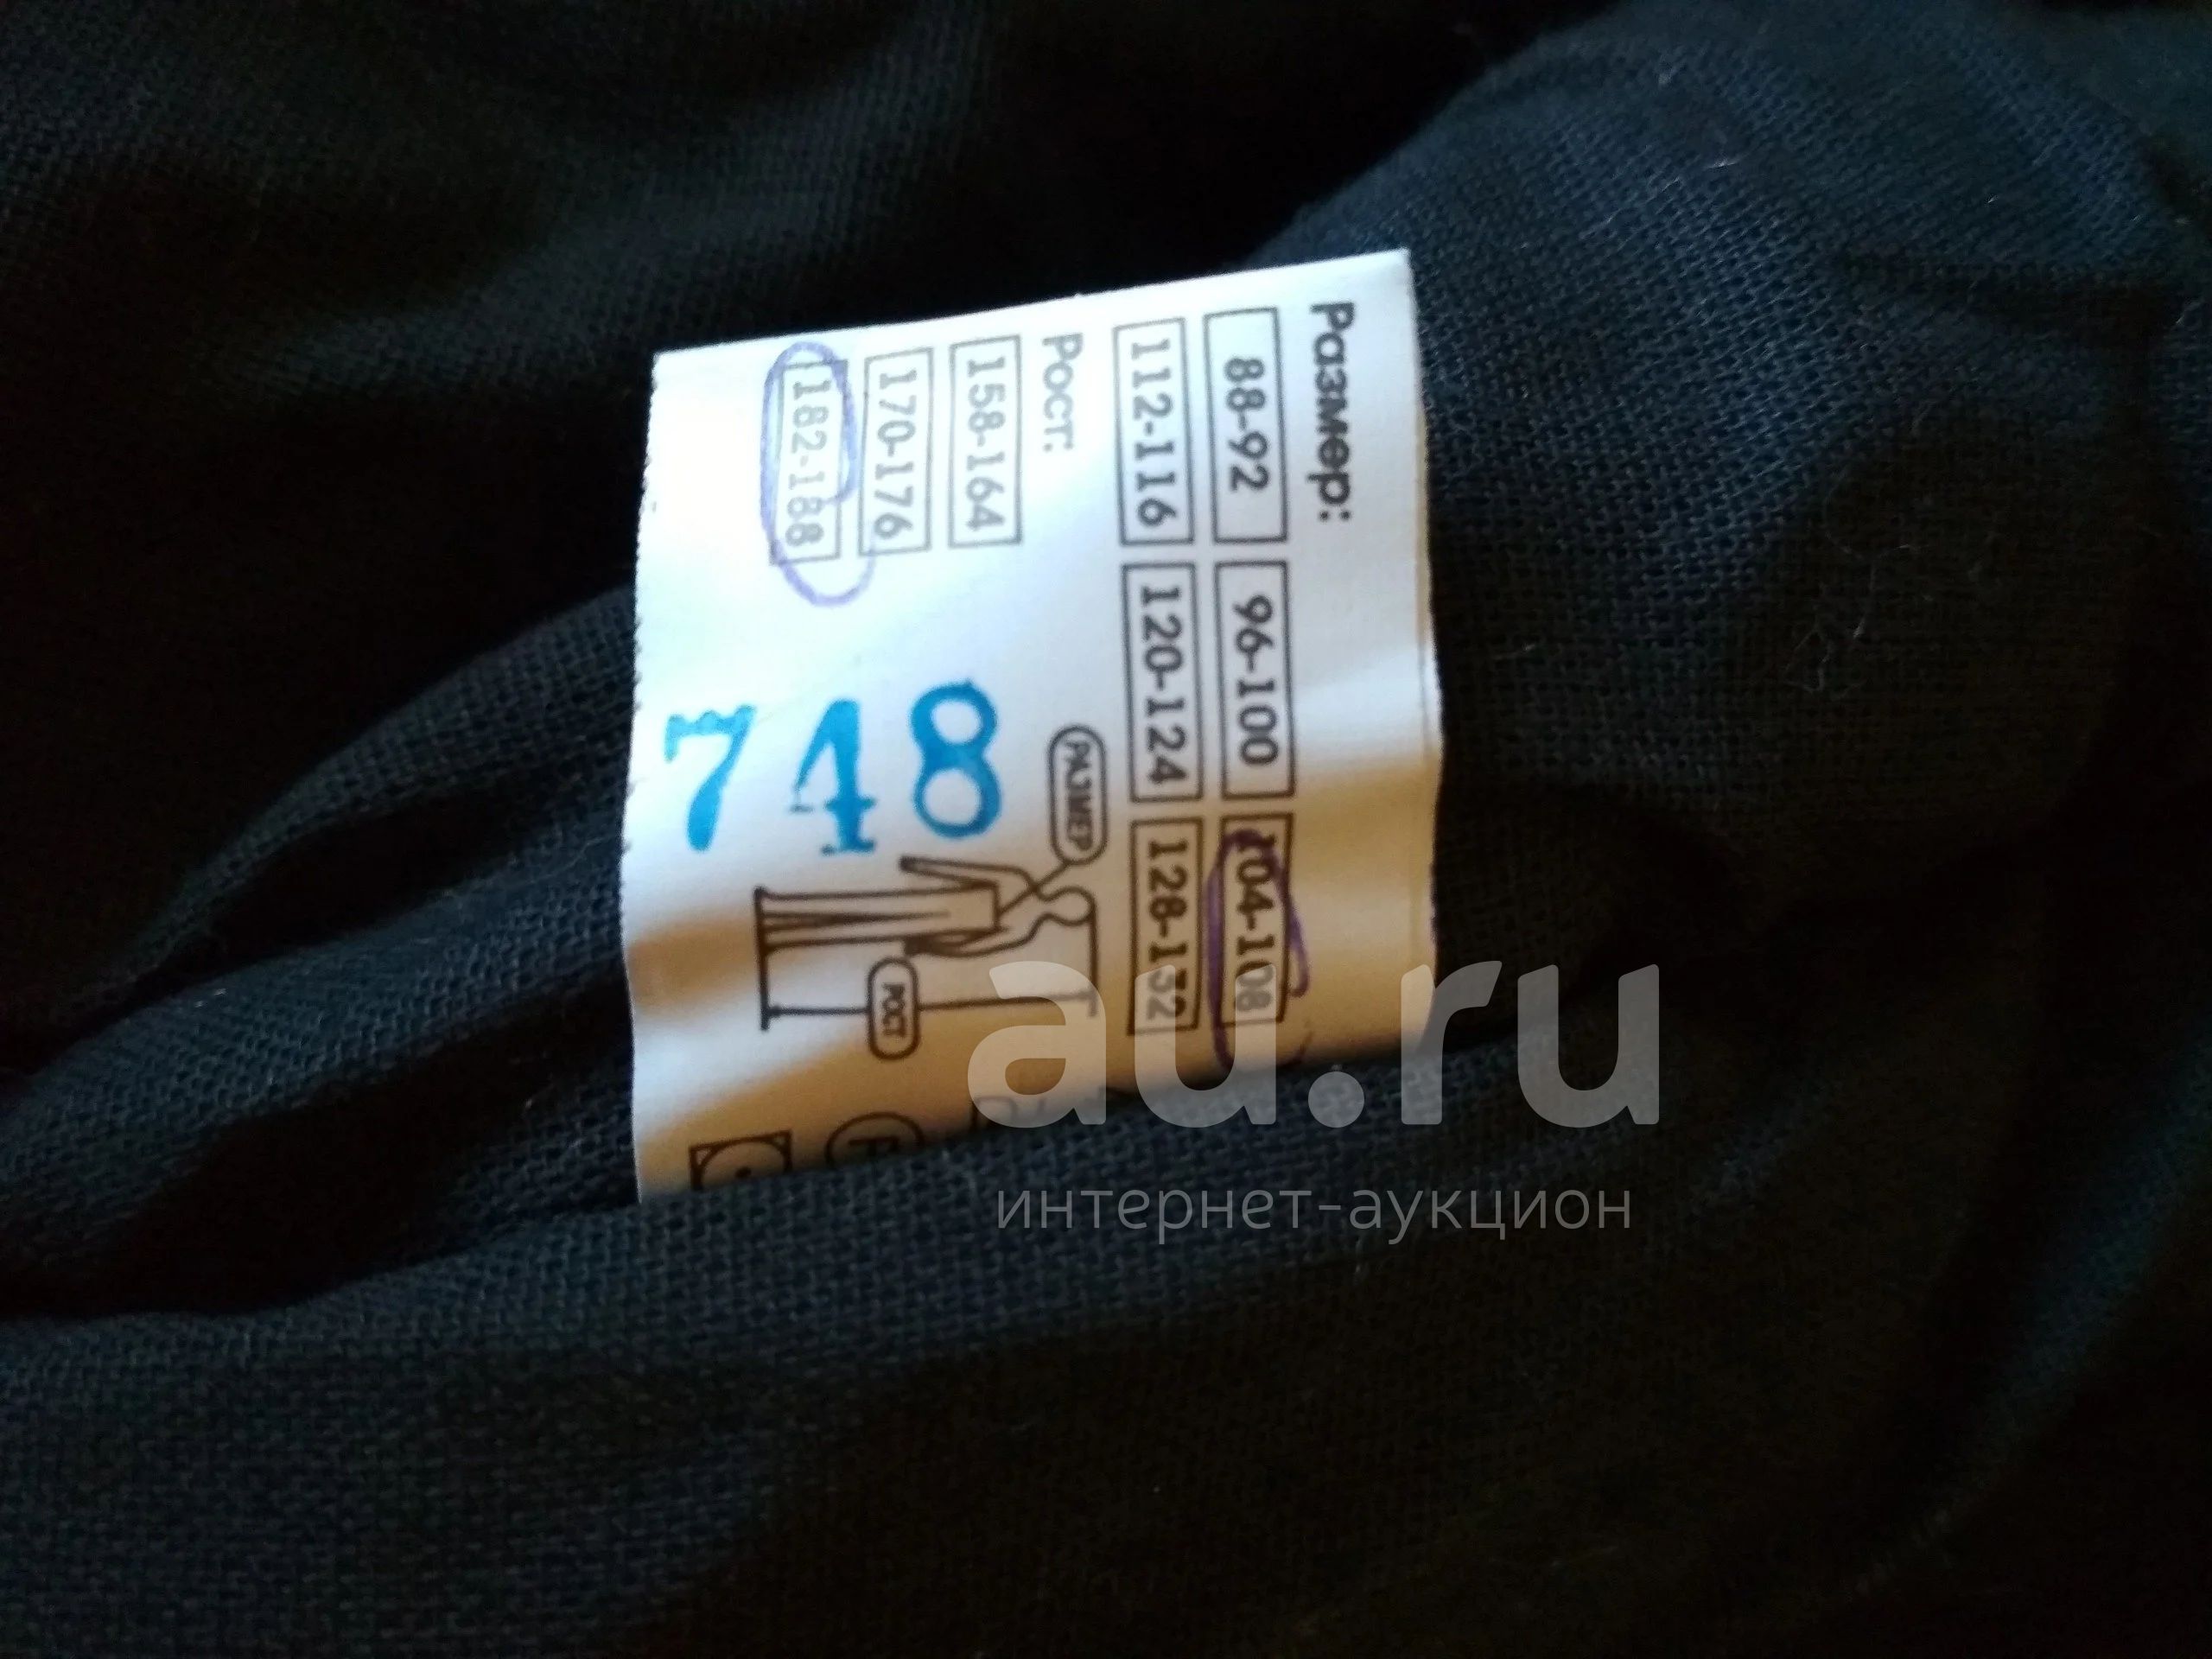 Размер:
88-92 96-100 104-108
112-116 120-124 128-132
Рост:
158-164
170-176
182-188
РАЗМЕР
748
РОСТ
au.ru
интернет-аукцион